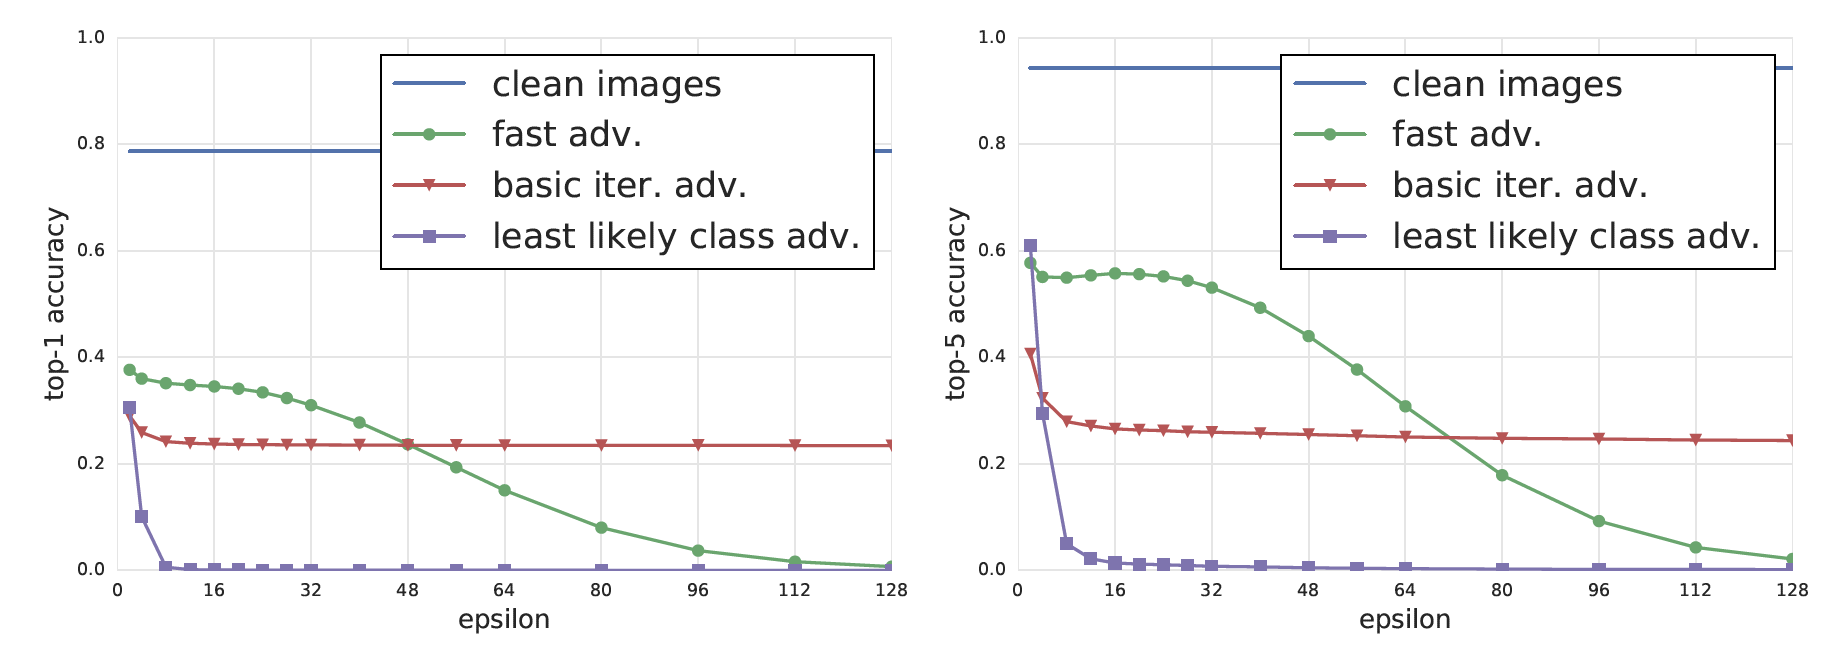 1.0
0.8
0.6
0.4
0.2
0.0
top-1 accuracy
clean images
fast adv.
basic iter. adv.
least likely class adv.
0 16 32 48 64 80 96 112 128
epsilon
1.0
0.8
0.6
0.4
0.2
0.0
top-5 accuracy
clean images
fast adv.
basic iter. adv.
least likely class adv.
0 16 32 48 64 80 96 112 128
epsilon